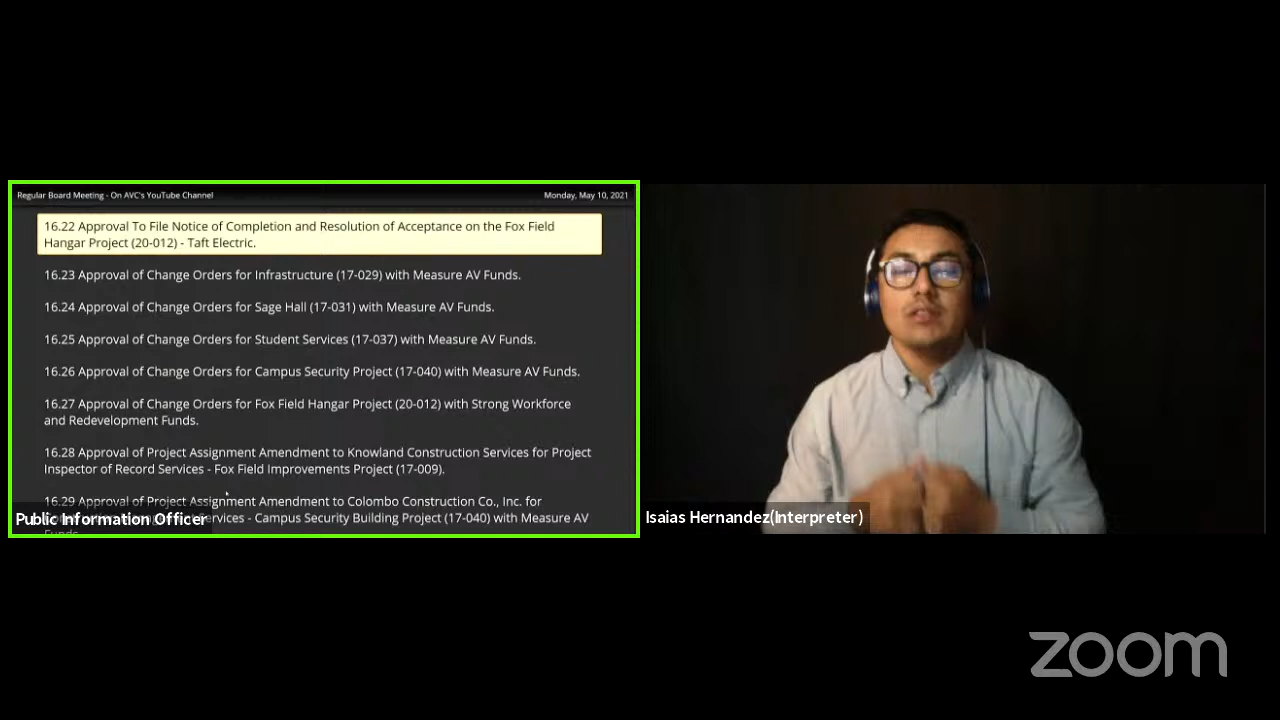 Regular Board Meeting - On AVC's YouTube Channel
Monday, May 10, 2021
16.22 Approval To File Notice of Completion and Resolution of Acceptance on the Fox Field
Hangar Project (20-012) - Taft Electric.
16.23 Approval of Change Orders for Infrastructure (17-029) with Measure AV Funds.
16.24 Approval of Change Orders for Sage Hall (17-031) with Measure AV Funds.
16.25 Approval of Change Orders for Student Services (17-037) with Measure AV Funds.
16.26 Approval of Change Orders for Campus Security Project (17-040) with Measure AV Funds.
16.27 Approval of Change Orders for Fox Field Hangar Project (20-012) with Strong Workforce
and Redevelopment Funds.
16.28 Approval of Project Assignment Amendment to Knowland Construction Services for Project
Inspector of Record Services - Fox Field Improvements Project (17-009).
16.29 Approval of Project Assignment Amendment to Colombo Construction Co., Inc. for
Services - Campus Security Building Project (17-040) with Measure AV
Public Information Officer
Isaias Hernandez(Interpreter)
zoom